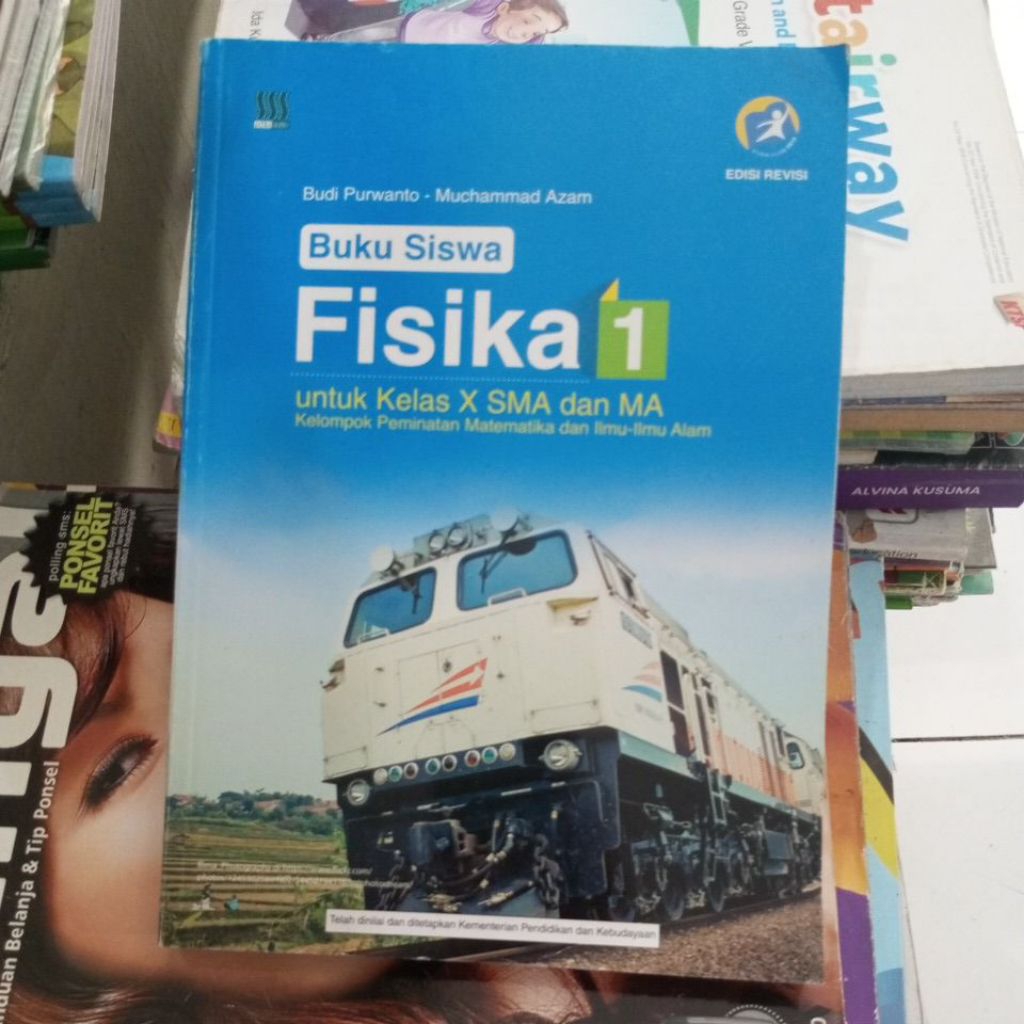 EDISI REVISI
Budi Purwanto - Muchammad Azam
Buku Siswa
Fisika 1
untuk Kelas X SMA dan MA
Kelompok Peminatan Matematika dan Ilmu-Ilmu Alam
Telah dinilai dan ditetapkan Kementerian Pendidikan dan Kebudayaan
polling sms:
PONSEL
FAVORIT
Belanja & Tip Ponsel
Grade
and
tairway
ALVINA KUSUMA